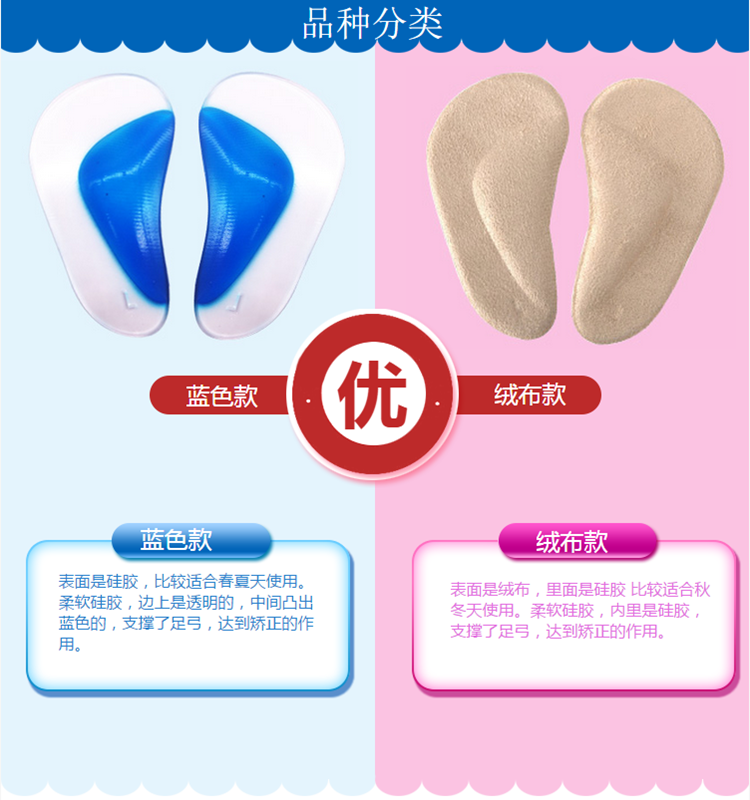 品种分类
蓝色款
优
绒布款
蓝色款
表面是硅胶，比较适合春夏天使用。
柔软硅胶，边上是透明的，中间凸出
蓝色的，支撑了足弓，达到矫正的作
用。
绒布款
表面是绒布，里面是硅胶 比较适合秋
冬天使用。柔软硅胶，内里是硅胶，
支撑了足弓，达到矫正的作用。